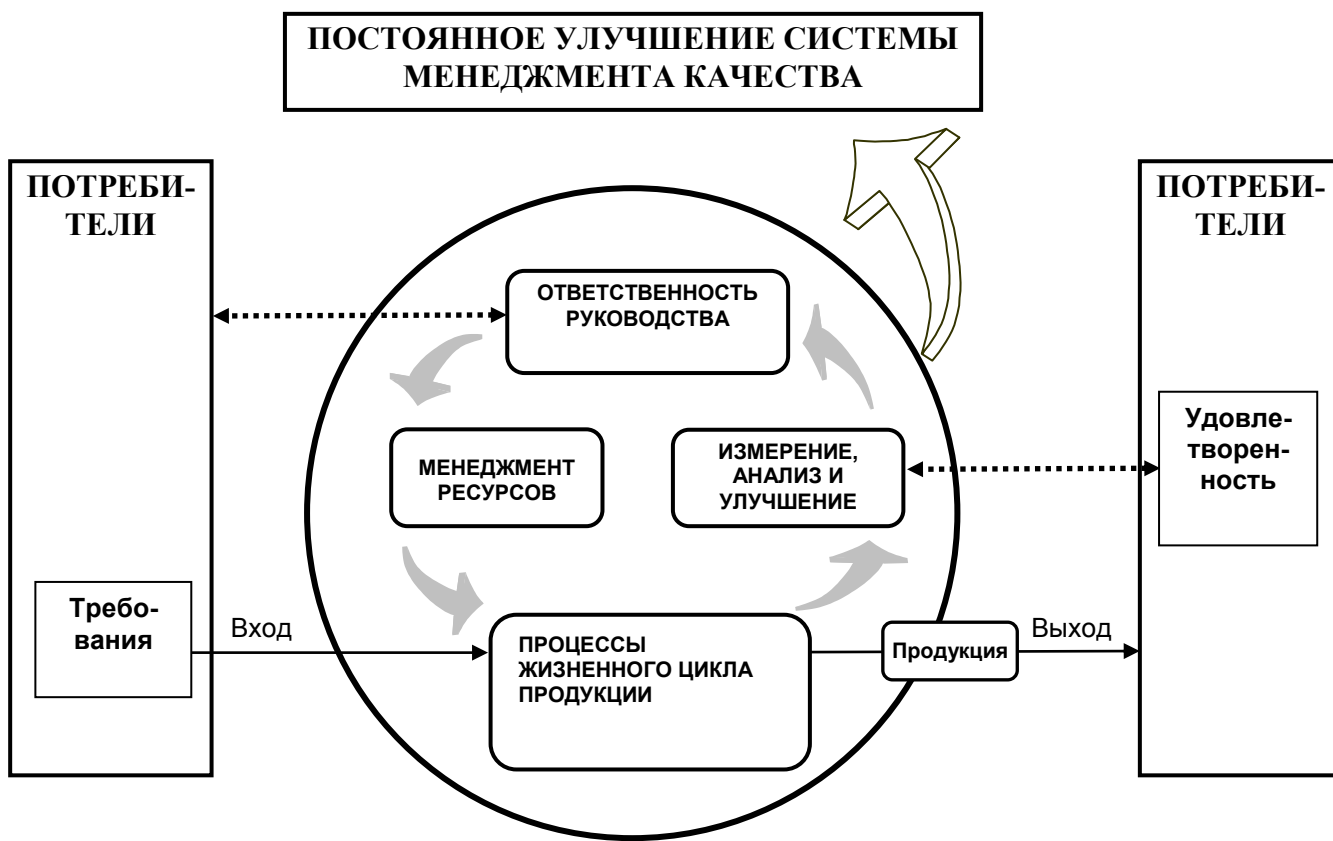 ПОСТОЯННОЕ УЛУЧШЕНИЕ СИСТЕМЫ
МЕНЕДЖМЕНТА КАЧЕСТВА
ПОТРЕБИ-
ТЕЛИ
ПОТРЕБИ-
ТЕЛИ
ОТВЕТСТВЕННОСТЬ
РУКОВОДСТВА
МЕНЕДЖМЕНТ
РЕСУРСОВ
ИЗМЕРЕНИЕ,
АНАЛИЗ И
УЛУЧШЕНИЕ
Удовле-
творен-
ность
Требо-
вания
Вход
ПРОЦЕССЫ
ЖИЗНЕННОГО ЦИКЛА
ПРОДУКЦИИ
Продукция
Выход